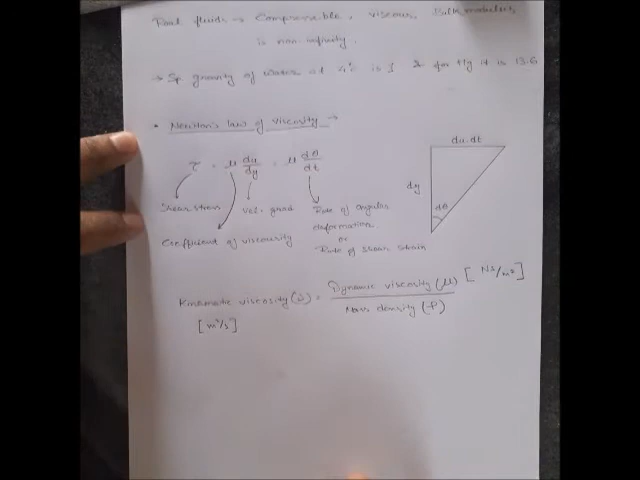 Real fluids → Compressible, viscous, Bulk modulus
is non infinity.
→ Sp. gravity of water at 4°c is 1 & for Hg it is 13.6
• Newton's law of viscosity →
τ = μ du/dy = μ dθ/dt
du.dt
dy
dθ
Shear stress
Vel. grad
Rate of angular
deformation
or
Rate of shear strain
Coefficient of viscosity
Kinematic viscosity (ν) = Dynamic viscosity (μ) [Ns/m²]
Mass density (ρ)
[m²/s]